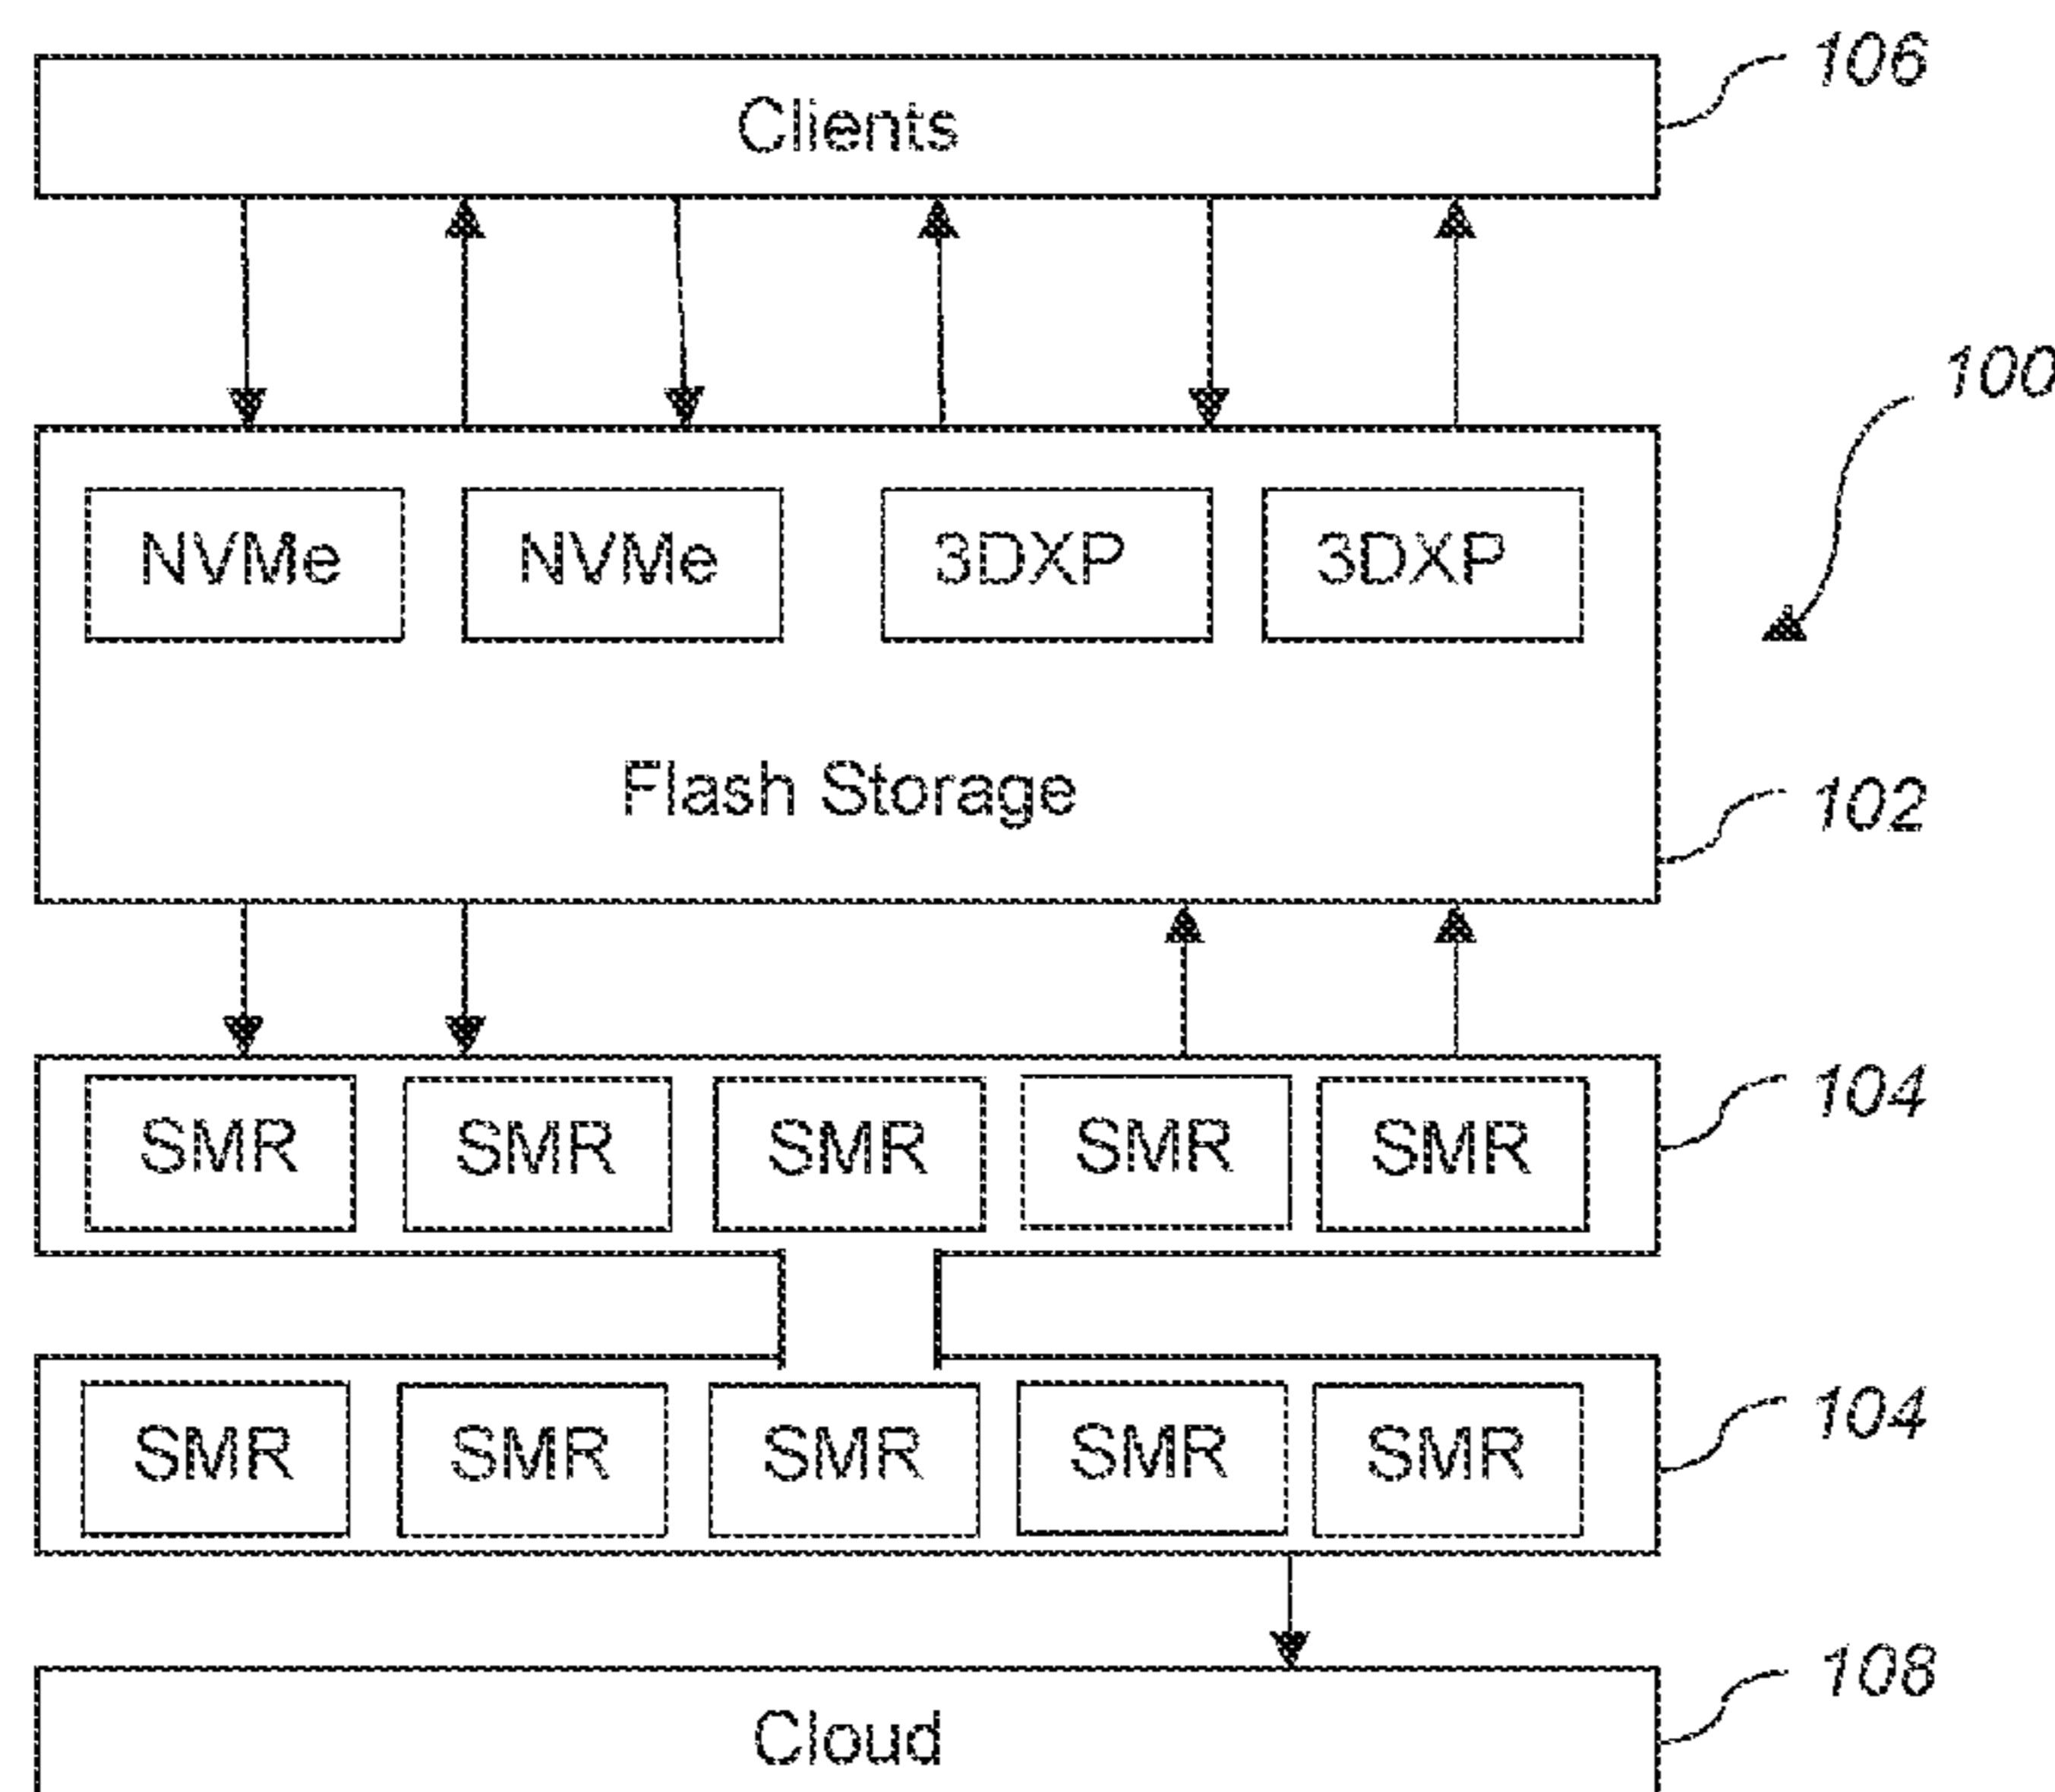 106
Clients
100
NVMe NVMe 3DXP 3DXP
Flash Storage
102
104
SMR SMR SMR SMR SMR
104
SMR SMR SMR SMR SMR
108
Cloud